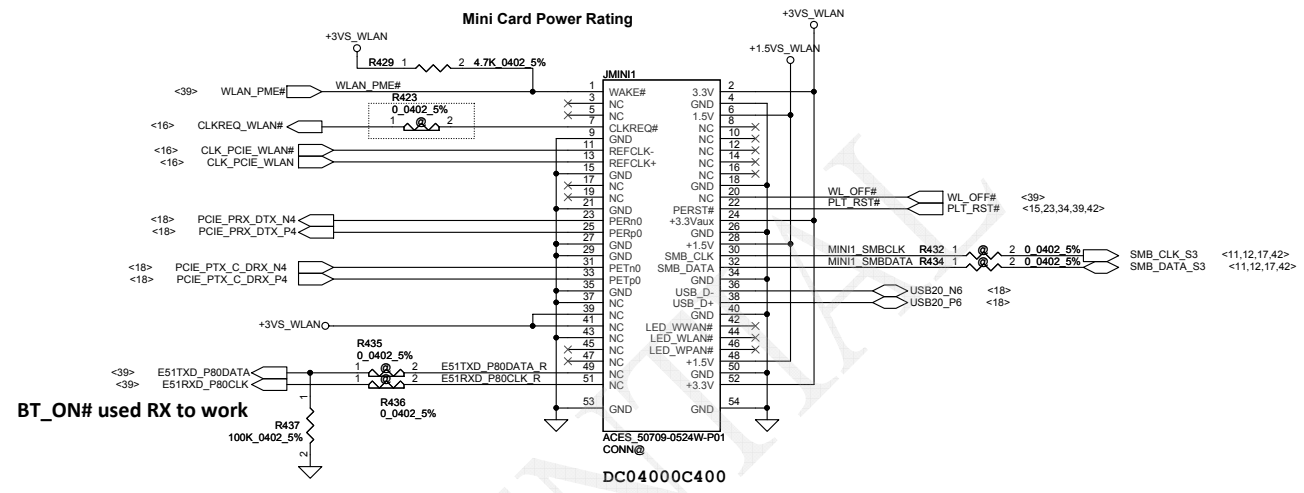 Mini Card Power Rating
+3VS_WLAN
+3VS_WLAN
+1.5VS_WLAN
R429 1 2 4.7K_0402_5%
JMINI1
<39> WLAN_PME# WLAN_PME# 1 WAKE# 3.3V 2
R423
0_0402_5%
3 NC GND 4
5 NC 1.5V 6
<16> CLKREQ_WLAN# 1 @ 2 7 CLKREQ# NC 8
9 GND NC 10
<16> CLK_PCIE_WLAN# 11 REFCLK- NC 12
<16> CLK_PCIE_WLAN 13 REFCLK+ NC 14
15 GND NC 16
17 NC GND 18
19 NC NC 20 WL_OFF# WL_OFF# <39>
21 GND PERST# 22 PLT_RST# PLT_RST# <15,23,34,39,42>
<18> PCIE_PRX_DTX_N4 23 PERn0 +3.3Vaux 24
<18> PCIE_PRX_DTX_P4 25 PERp0 GND 26
27 GND +1.5V 28
29 GND SMB_CLK 30 MINI1_SMBCLK R432 1 @ 2 0_0402_5% SMB_CLK_S3 <11,12,17,42>
<18> PCIE_PTX_C_DRX_N4 31 PETn0 SMB_DATA 32 MINI1_SMBDATA R434 1 @ 2 0_0402_5% SMB_DATA_S3 <11,12,17,42>
<18> PCIE_PTX_C_DRX_P4 33 PETp0 GND 34
35 GND USB_D- 36 USB20_N6 <18>
37 NC USB_D+ 38 USB20_P6 <18>
39 NC GND 40
+3VS_WLAN 41 NC LED_WWAN# 42
43 NC LED_WLAN# 44
45 NC LED_WPAN# 46
R435
0_0402_5%
47 NC +1.5V 48
<39> E51TXD_P80DATA 1 @ 2 E51TXD_P80DATA_R 49 NC GND 50
<39> E51RXD_P80CLK 1 @ 2 E51RXD_P80CLK_R 51 NC +3.3V 52
R436
0_0402_5%
53 GND GND 54
BT_ON# used RX to work
1
R437
100K_0402_5%
2
ACES_50709-0524W-P01
CONN@
DC04000C400